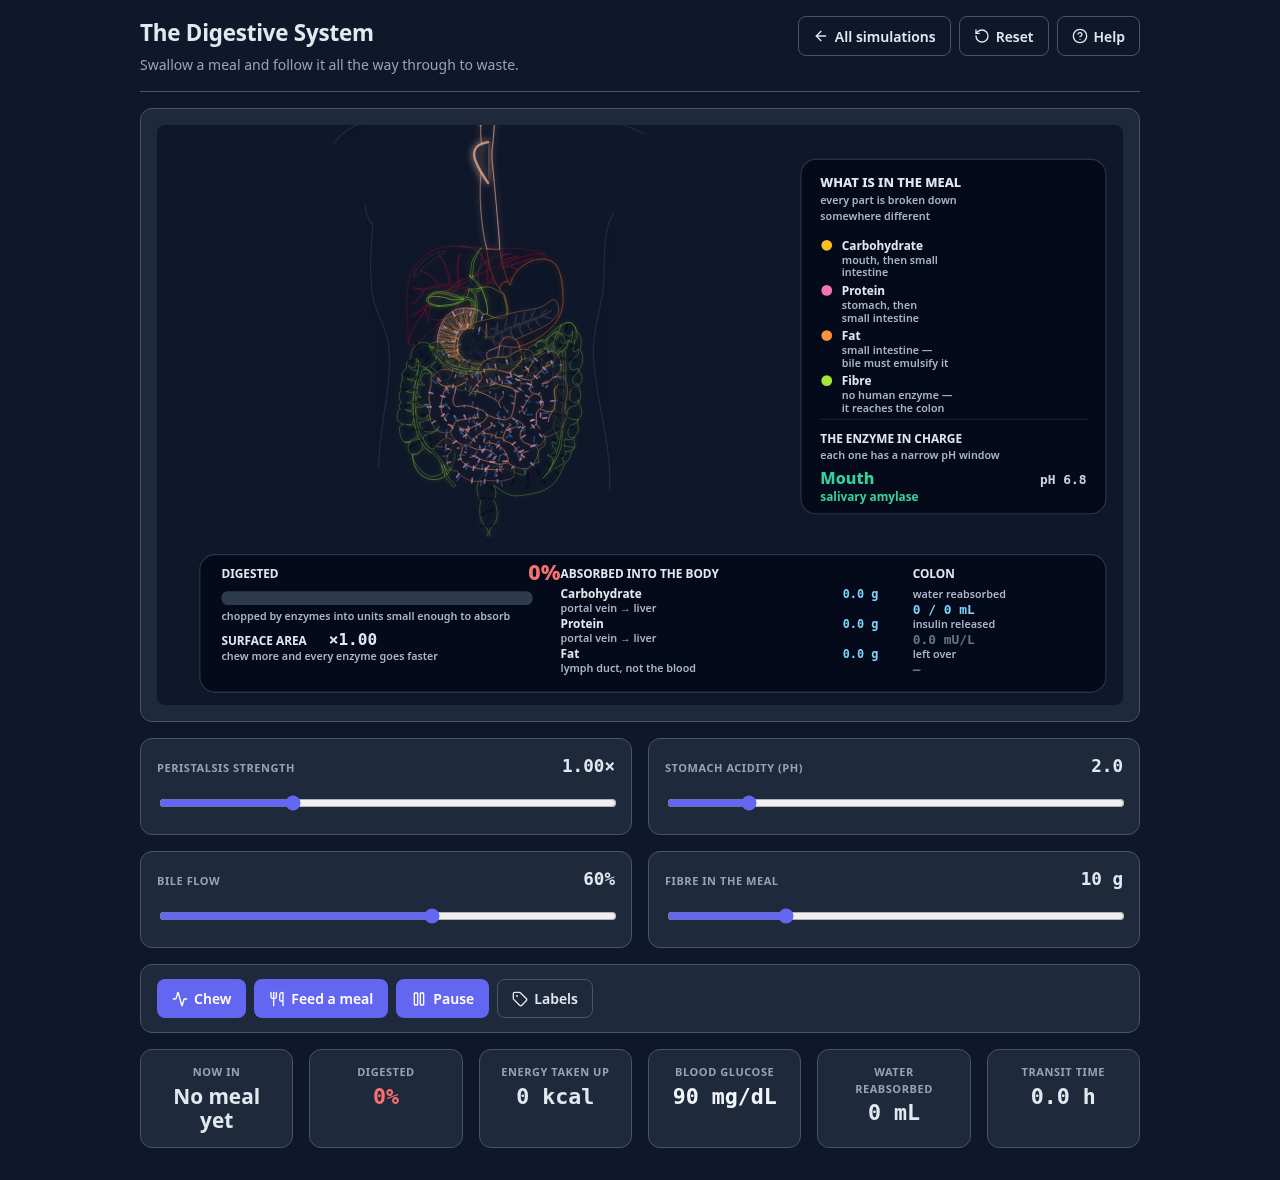 The Digestive System
Swallow a meal and follow it all the way through to waste.
All simulations
Reset
Help
WHAT IS IN THE MEAL
every part is broken down
somewhere different
Carbohydrate
mouth, then small
intestine
Protein
stomach, then
small intestine
Fat
small intestine —
bile must emulsify it
Fibre
no human enzyme —
it reaches the colon
THE ENZYME IN CHARGE
each one has a narrow pH window
Mouth pH 6.8
salivary amylase
DIGESTED 0%
chopped by enzymes into units small enough to absorb
SURFACE AREA ×1.00
chew more and every enzyme goes faster
ABSORBED INTO THE BODY
Carbohydrate 0.0 g
portal vein → liver
Protein 0.0 g
portal vein → liver
Fat 0.0 g
lymph duct, not the blood
COLON
water reabsorbed
0 / 0 mL
insulin released
0.0 mU/L
left over
—
PERISTALSIS STRENGTH 1.00×
STOMACH ACIDITY (PH) 2.0
BILE FLOW 60%
FIBRE IN THE MEAL 10 g
Chew
Feed a meal
Pause
Labels
NOW IN
No meal
yet
DIGESTED
0%
ENERGY TAKEN UP
0 kcal
BLOOD GLUCOSE
90 mg/dL
WATER
REABSORBED
0 mL
TRANSIT TIME
0.0 h